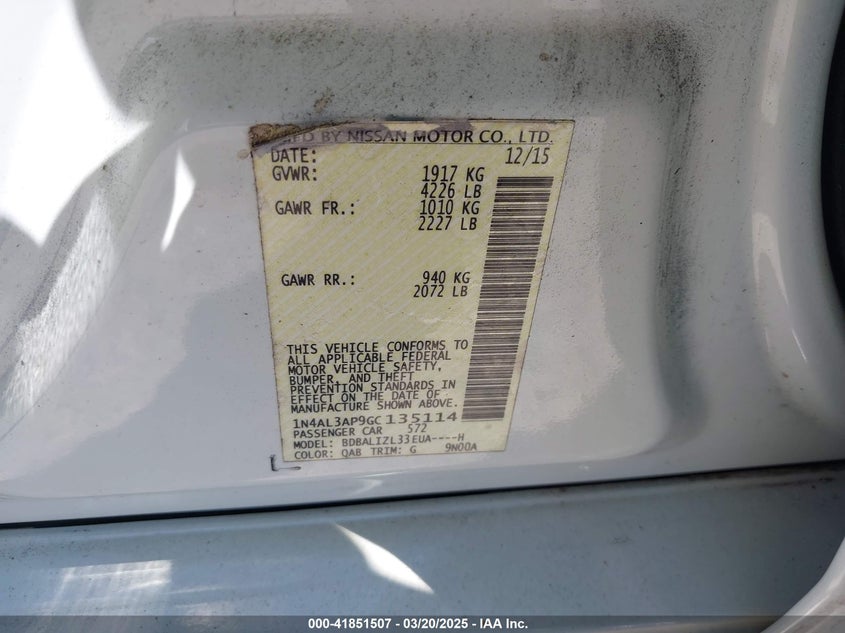 MFD BY NISSAN MOTOR CO., LTD.
DATE: 12/15
GVWR: 1917 KG
4226 LB
GAWR FR.: 1010 KG
2227 LB
GAWR RR.: 940 KG
2072 LB
THIS VEHICLE CONFORMS TO
ALL APPLICABLE FEDERAL
MOTOR VEHICLE SAFETY,
BUMPER, AND THEFT
PREVENTION STANDARDS IN
EFFECT ON THE DATE OF
MANUFACTURE SHOWN ABOVE.
1N4AL3AP9GC135114
PASSENGER CAR 572
MODEL: BDBALIZL33EUA----H
COLOR: QAB TRIM: G 9N00A
000-41851507 - 03/20/2025 - IAA Inc.